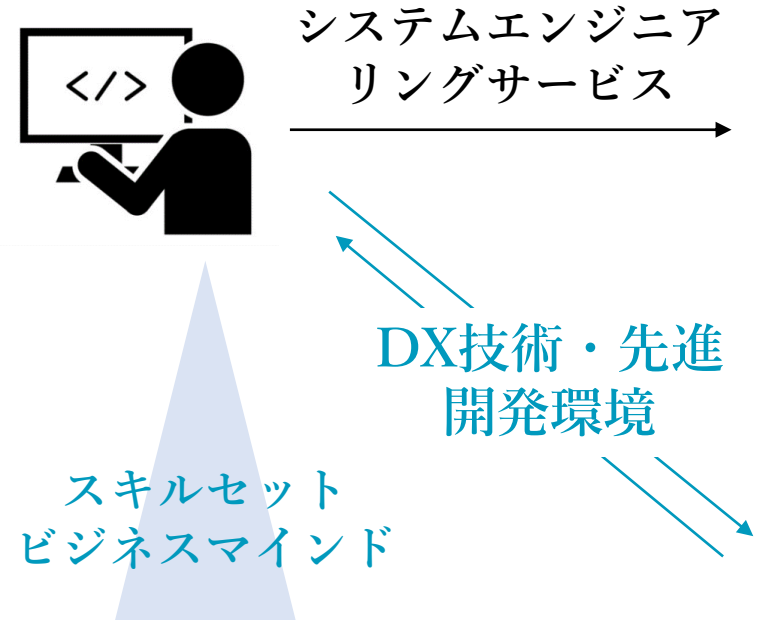 </>
システムエンジニア
リングサービス
DX技術・先進
開発環境
スキルセット
ビジネスマインド